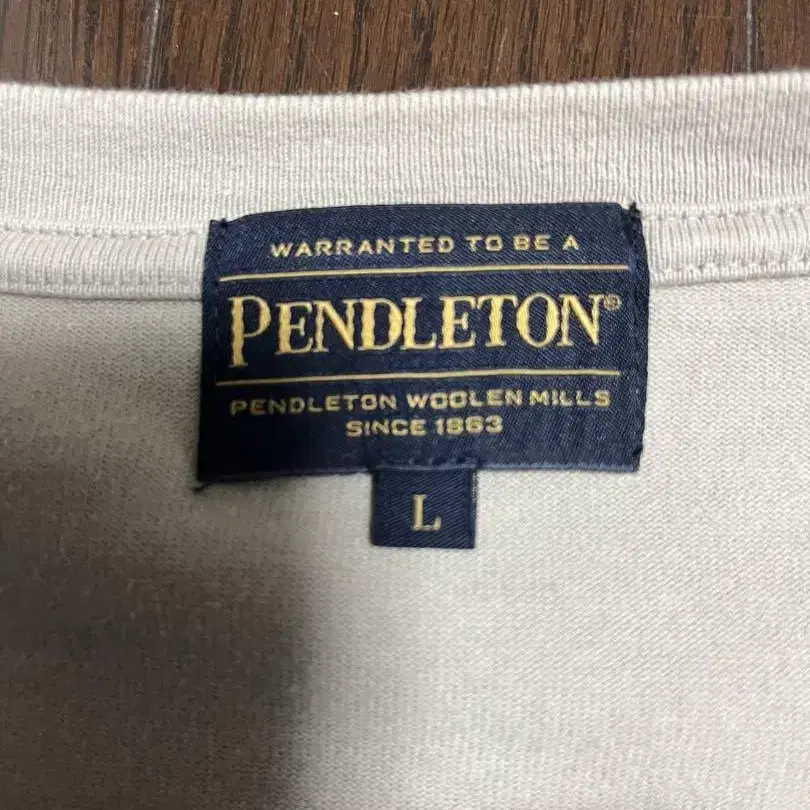 WARRANTED TO BE A
PENDLETON®
PENDLETON WOOLEN MILLS
SINCE 1863
L